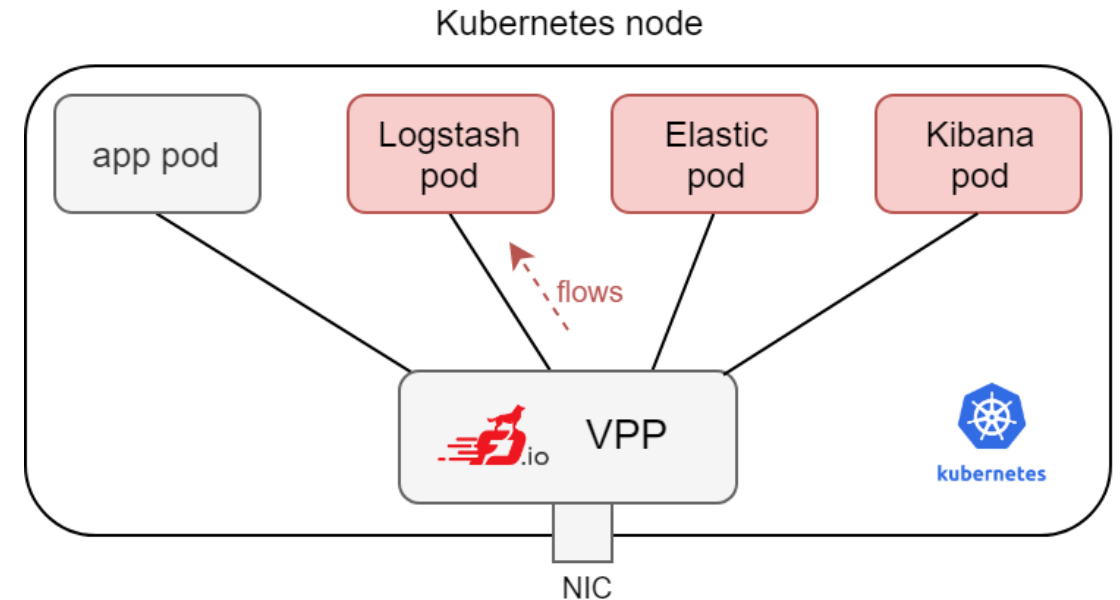 Kubernetes node
app pod
Logstash
pod
Elastic
pod
Kibana
pod
flows
.io
VPP
kubernetes
NIC